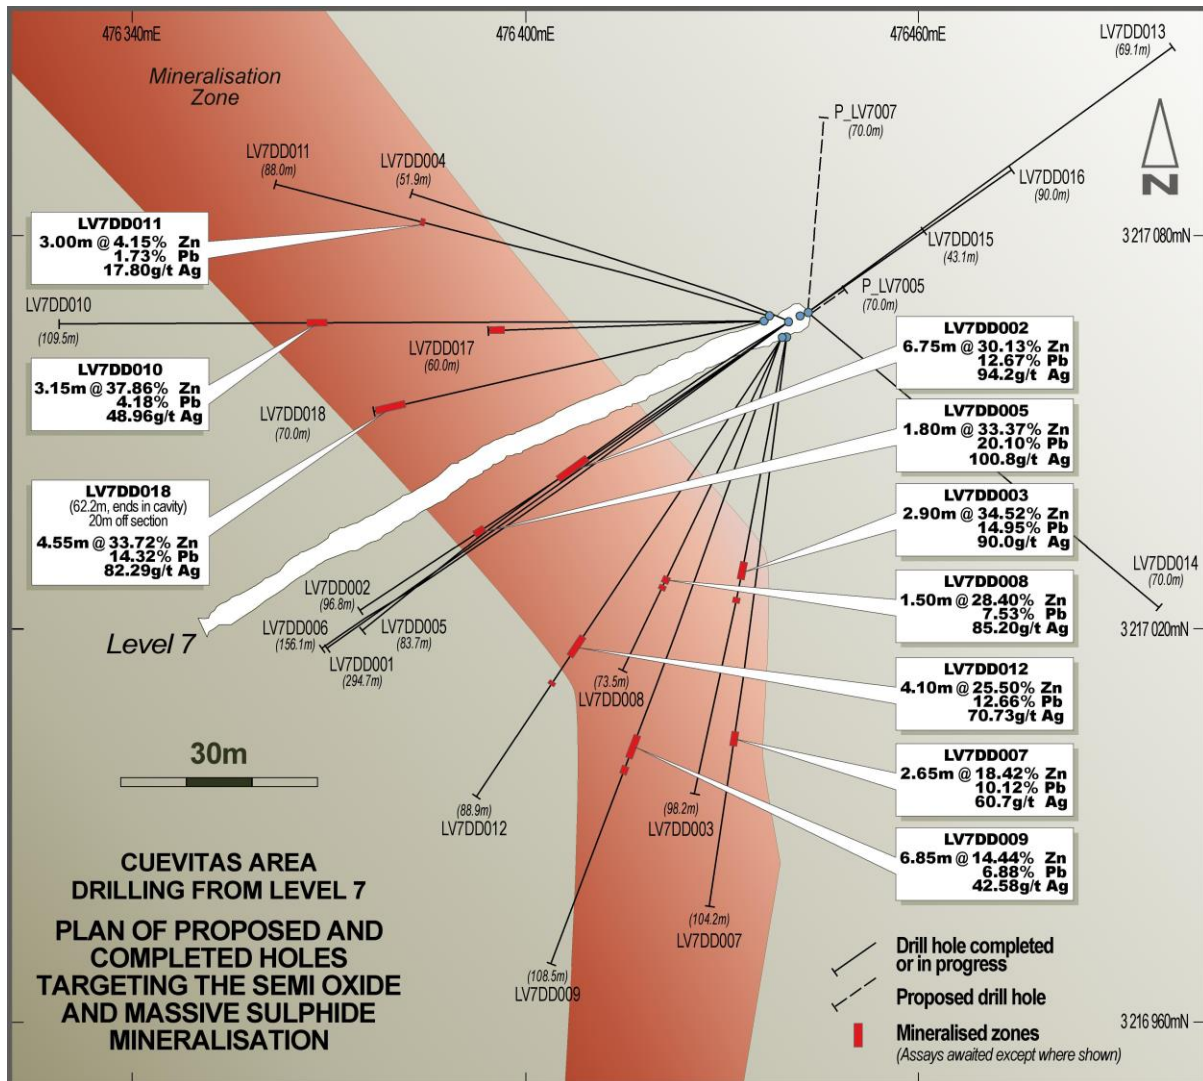 476 340mE
476 400mE
476460mE
Mineralisation
Zone
LV7DD013
(69.1m)
P_LV7007
(70.0m)
N
LV7DD011
(88.0m)
LV7DD004
(51.9m)
LV7DD016
(90.0m)
LV7DD011
3.00m @ 4.15% Zn
1.73% Pb
17.80g/t Ag
LV7DD015
(43.1m)
3 217 080mN
P_LV7005
(70.0m)
LV7DD010
(109.5m)
LV7DD017
(60.0m)
LV7DD002
6.75m @ 30.13% Zn
12.67% Pb
94.2g/t Ag
LV7DD010
3.15m @ 37.86% Zn
4.18% Pb
48.96g/t Ag
LV7DD018
(70.0m)
LV7DD005
1.80m @ 33.37% Zn
20.10% Pb
100.8g/t Ag
LV7DD018
(62.2m, ends in cavity)
20m off section
4.55m @ 33.72% Zn
14.32% Pb
82.29g/t Ag
LV7DD003
2.90m @ 34.52% Zn
14.95% Pb
90.0g/t Ag
LV7DD014
(70.0m)
LV7DD002
(96.8m)
LV7DD008
1.50m @ 28.40% Zn
7.53% Pb
85.20g/t Ag
LV7DD006
(156.1m)
LV7DD005
(83.7m)
Level 7
3 217 020mN
LV7DD001
(294.7m)
(73.5m)
LV7DD008
LV7DD012
4.10m @ 25.50% Zn
12.66% Pb
70.73g/t Ag
30m
LV7DD007
2.65m @ 18.42% Zn
10.12% Pb
60.7g/t Ag
(88.9m)
LV7DD012
(98.2m)
LV7DD003
LV7DD009
6.85m @ 14.44% Zn
6.88% Pb
42.58g/t Ag
CUEVITAS AREA
DRILLING FROM LEVEL 7
PLAN OF PROPOSED AND
COMPLETED HOLES
TARGETING THE SEMI OXIDE
AND MASSIVE SULPHIDE
MINERALISATION
(104.2m)
LV7DD007
(108.5m)
LV7DD009
Drill hole completed
or in progress
Proposed drill hole
3 216 960mN
Mineralised zones
(Assays awaited except where shown)